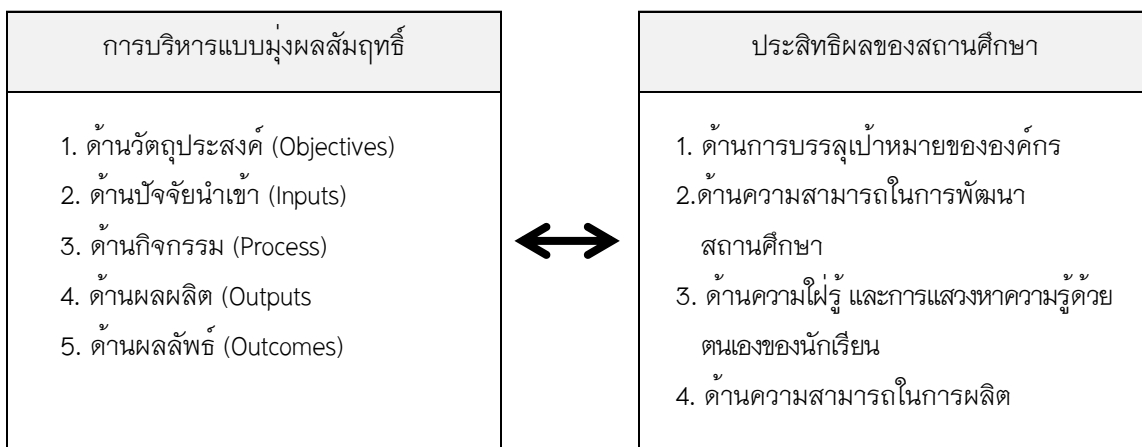 การบริหารแบบมุ่งผลสัมฤทธิ์
1. ด้านวัตถุประสงค์ (Objectives)
2. ด้านปัจจัยนำเข้า (Inputs)
3. ด้านกิจกรรม (Process)
4. ด้านผลผลิต (Outputs
5. ด้านผลลัพธ์ (Outcomes)
ประสิทธิผลของสถานศึกษา
1. ด้านการบรรลุเป้าหมายขององค์กร
2.ด้านความสามารถในการพัฒนา
สถานศึกษา
3. ด้านความใฝ่รู้ และการแสวงหาความรู้ด้วย
ตนเองของนักเรียน
4. ด้านความสามารถในการผลิต